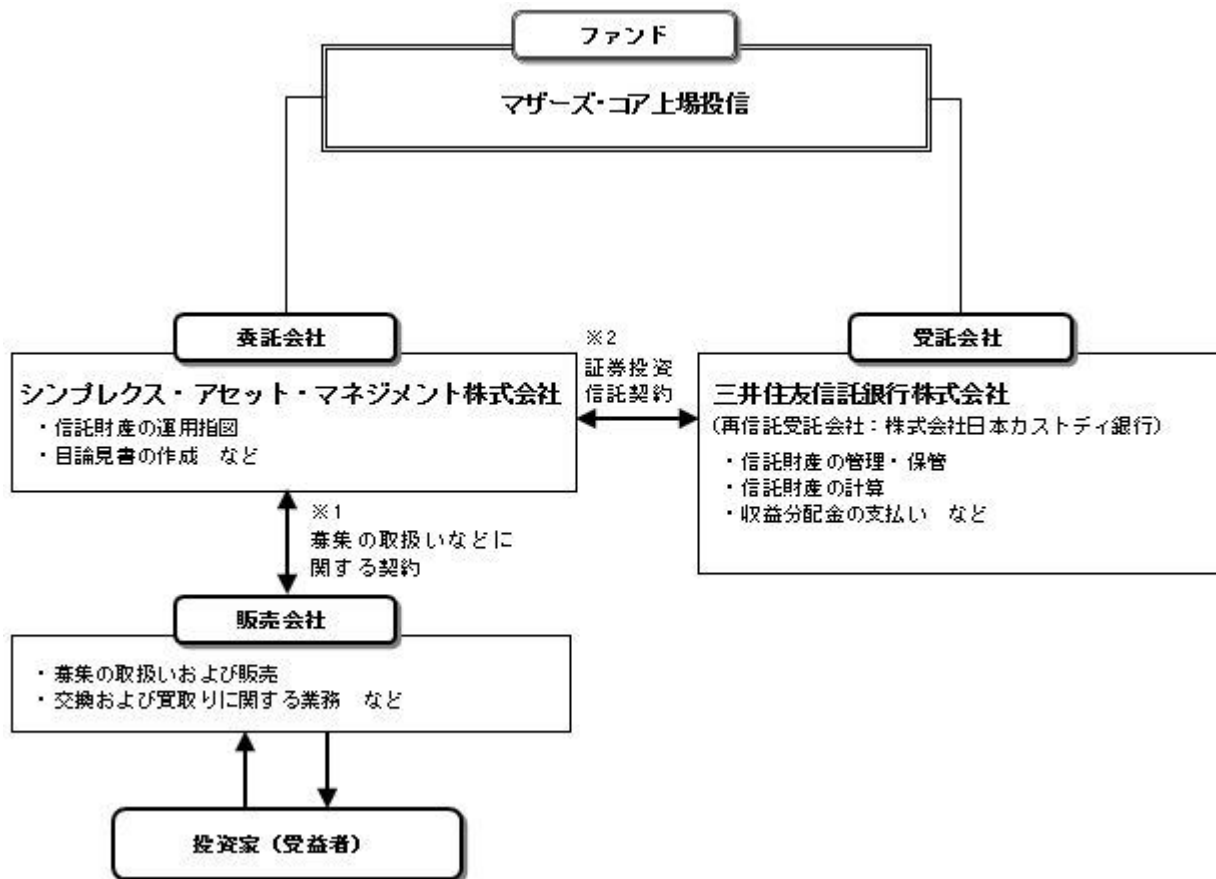 ファンド
マザーズ・コア上場投信
委託会社
シンプレクス・アセット・マネジメント株式会社
・信託財産の運用指図
・目論見書の作成　など
※2
証券投資
信託契約
受託会社
三井住友信託銀行株式会社
(再信託受託会社：株式会社日本カストディ銀行)
・信託財産の管理・保管
・信託財産の計算
・収益分配金の支払い　など
※1
募集の取扱いなどに
関する契約
販売会社
・募集の取扱いおよび販売
・交換および買取りに関する業務　など
投資家（受益者）